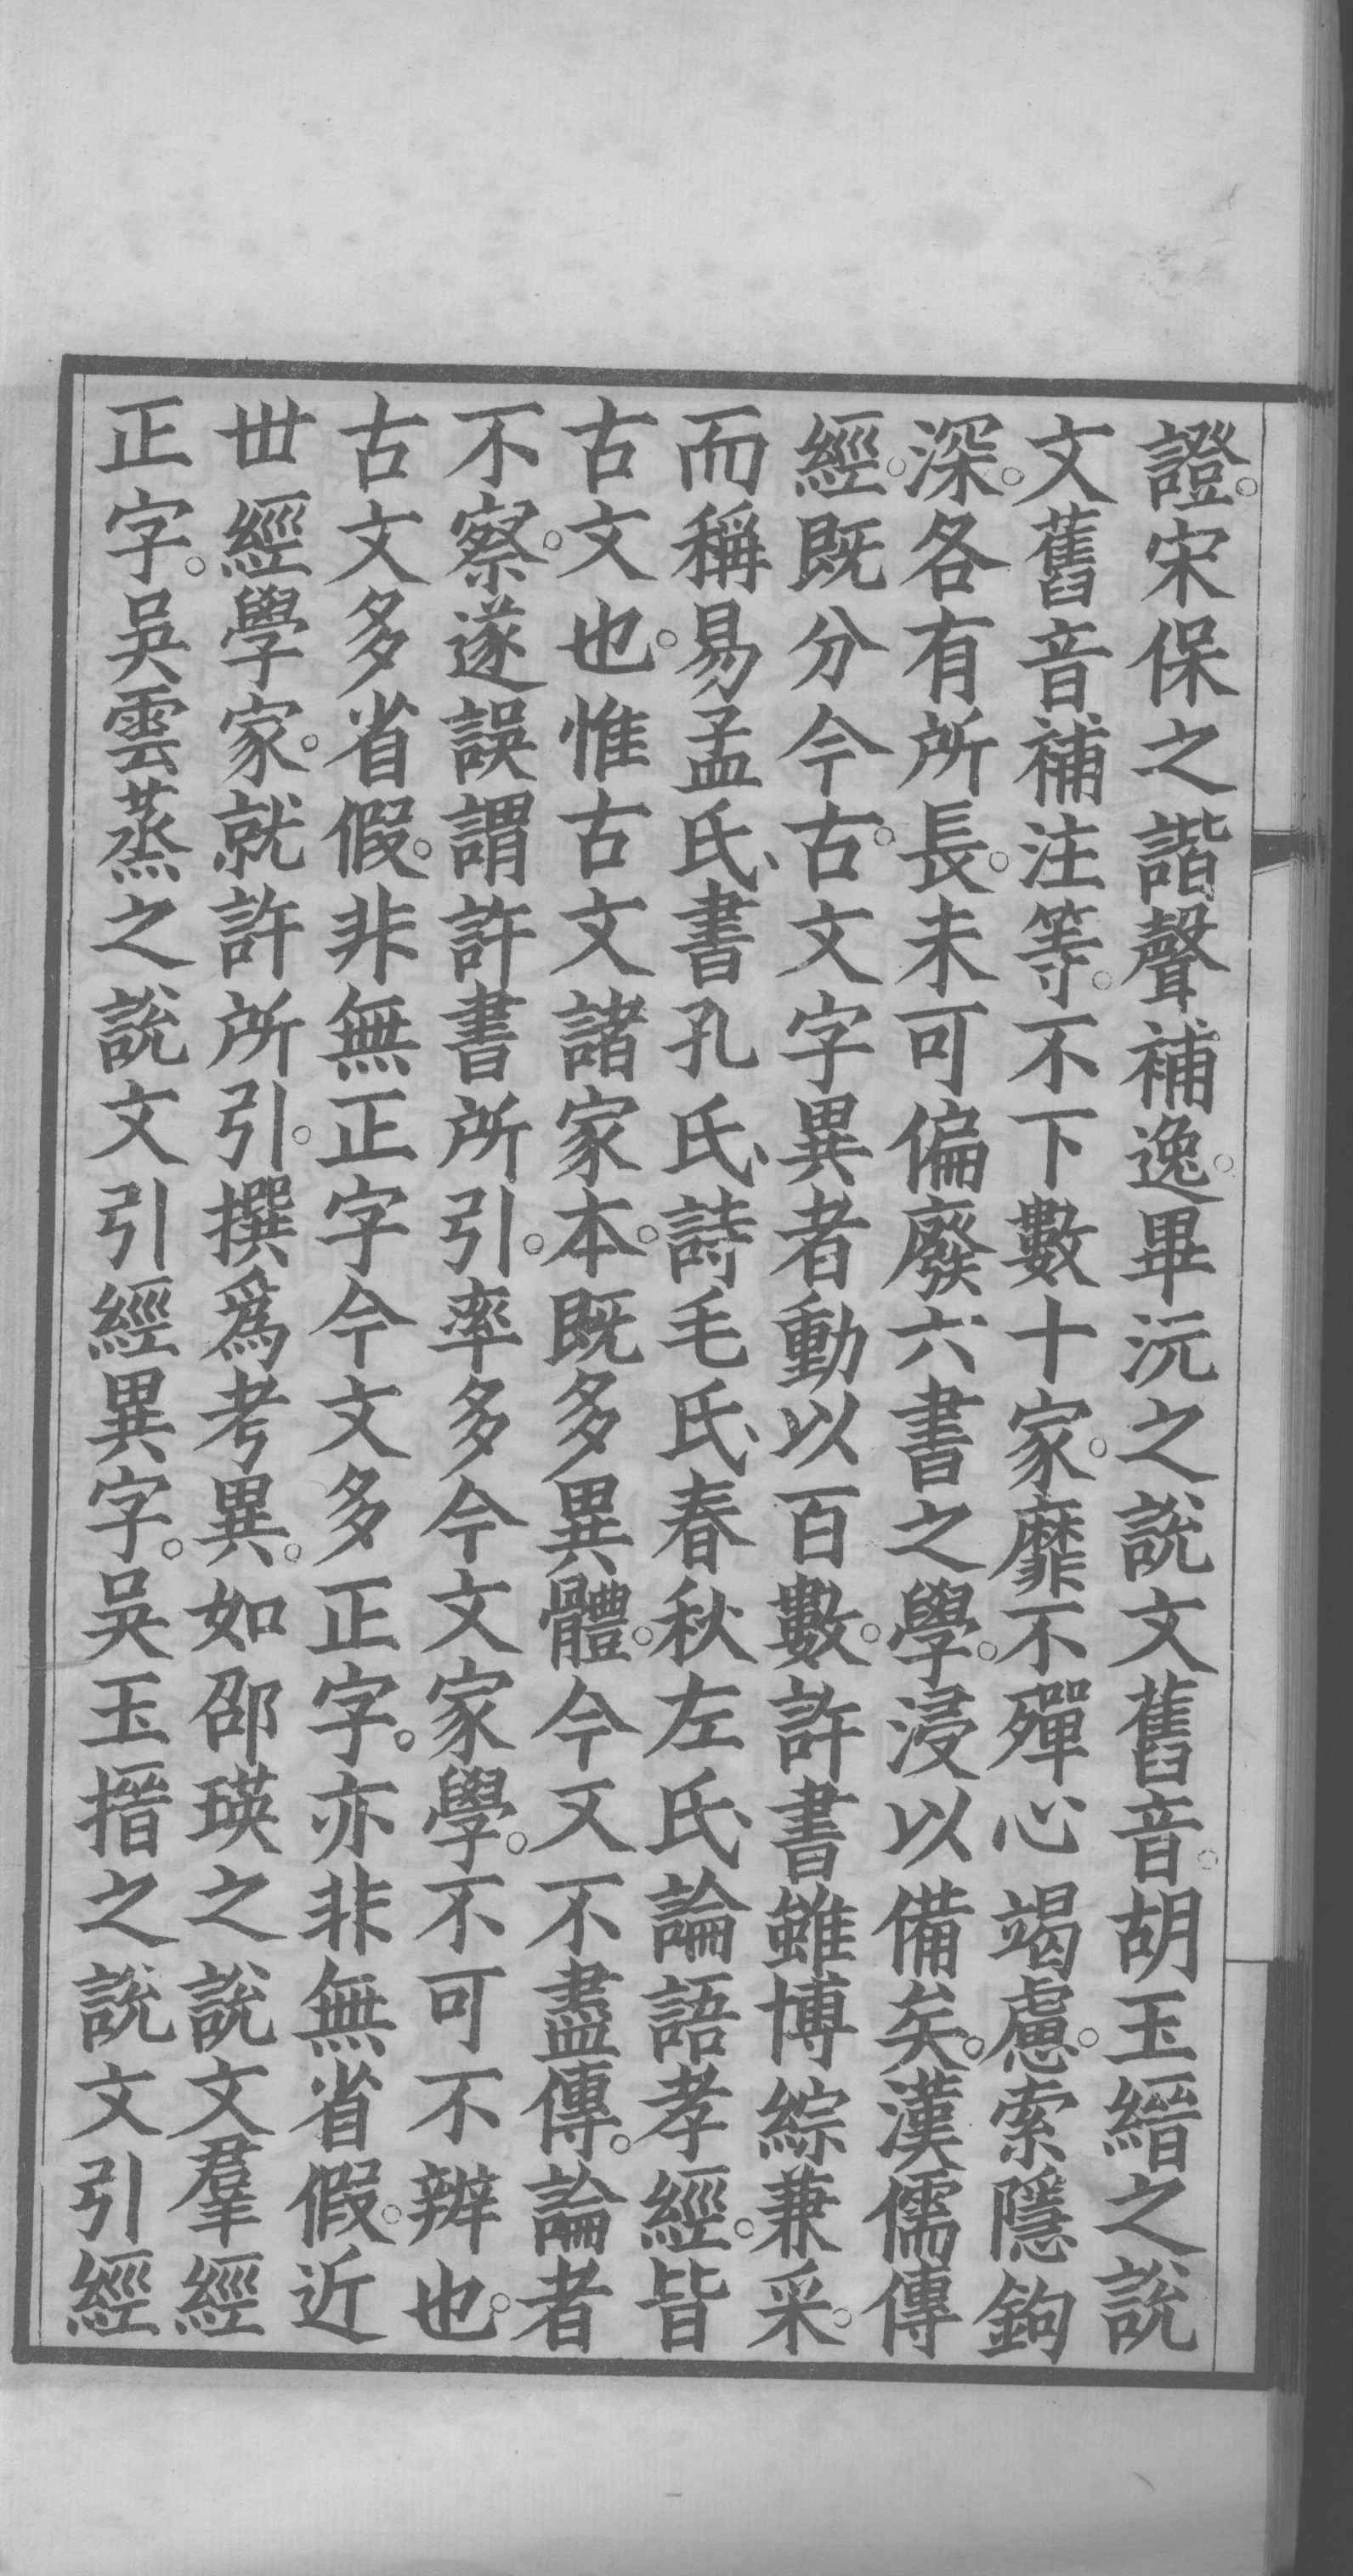 證。宋保之諧聲補逸。畢沅之說文舊音。胡玉縉之說
文舊音補注等。不下數十家。靡不殫心竭慮。索隱鉤
深。各有所長。未可偏廢。六書之學。浸以備矣。漢儒傳
經。既分今古。文字異者動以百數。許書雖博綜兼采。
而稱易孟氏、書孔氏、詩毛氏、春秋左氏、論語孝經。皆
古文也。惟古文諸家本。既多異體。今又不盡傳。論者
不察。遂誤謂許書所引。率多今文家學。不可不辨也。
古文多省假。非無正字今文多正字。亦非無省假。近
世經學家。就許所引。撰爲考異。如邵瑛之說文羣經
正字。吳雲蒸之說文引經異字。吳玉搢之說文引經